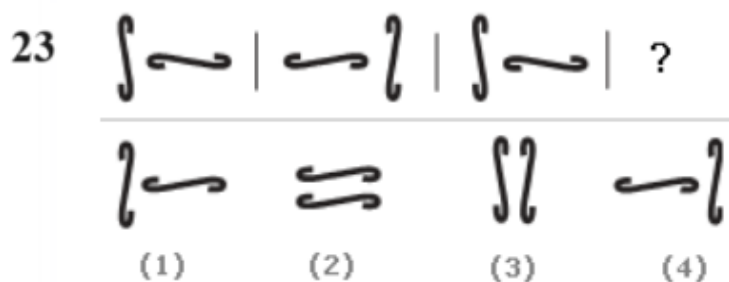 23 | | | ?
(1) (2) (3) (4)